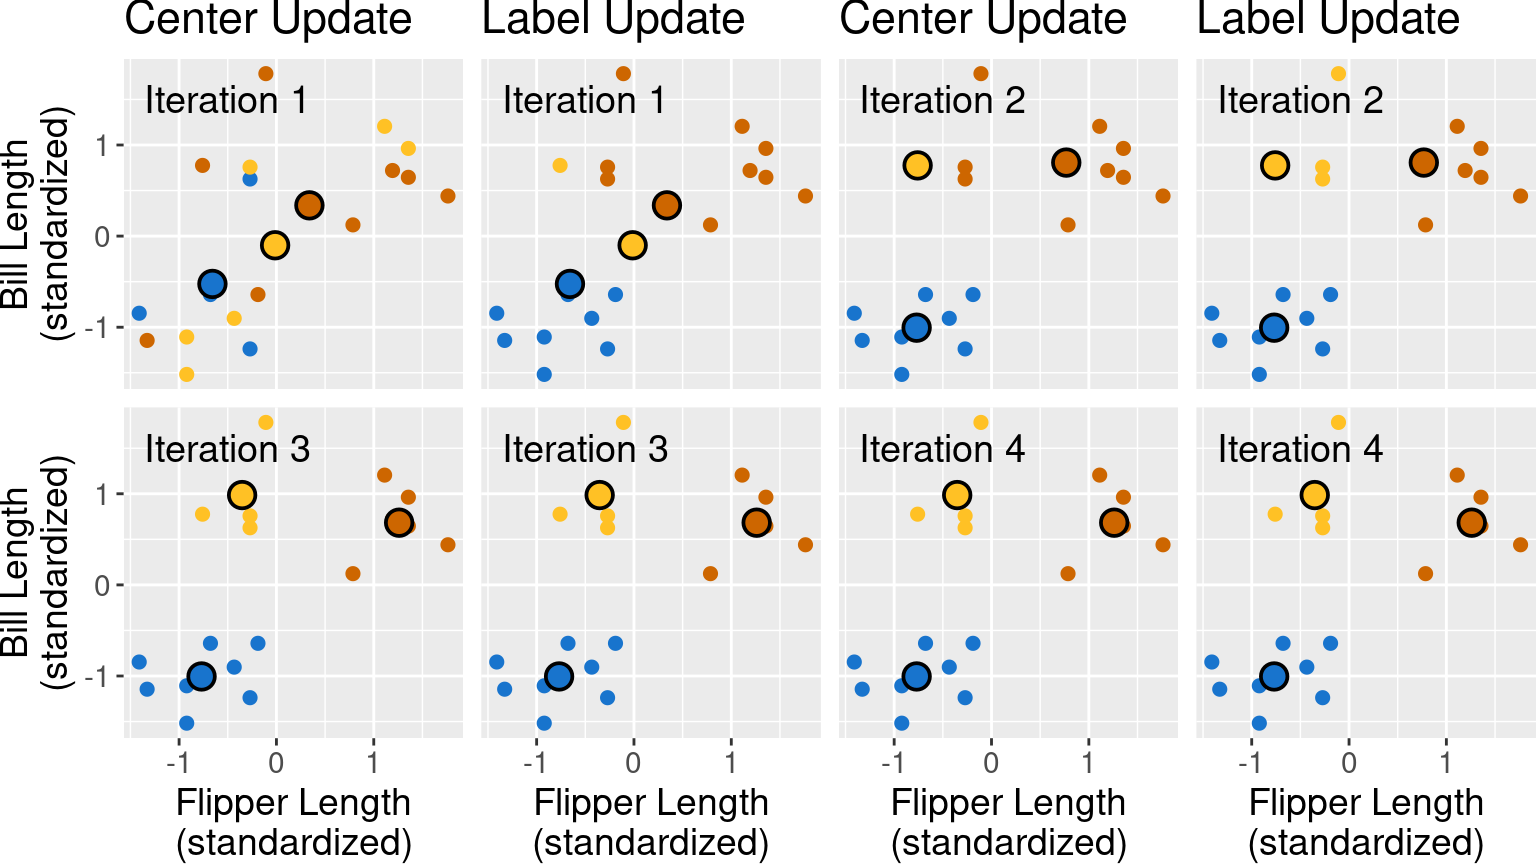 Center Update
Label Update
Center Update
Label Update
Iteration 1
Iteration 1
Iteration 2
Iteration 2
Bill Length
(standardized)
1
0
-1
Iteration 3
Iteration 3
Iteration 4
Iteration 4
Bill Length
(standardized)
1
0
-1
-1 0 1
-1 0 1
-1 0 1
-1 0 1
Flipper Length
(standardized)
Flipper Length
(standardized)
Flipper Length
(standardized)
Flipper Length
(standardized)